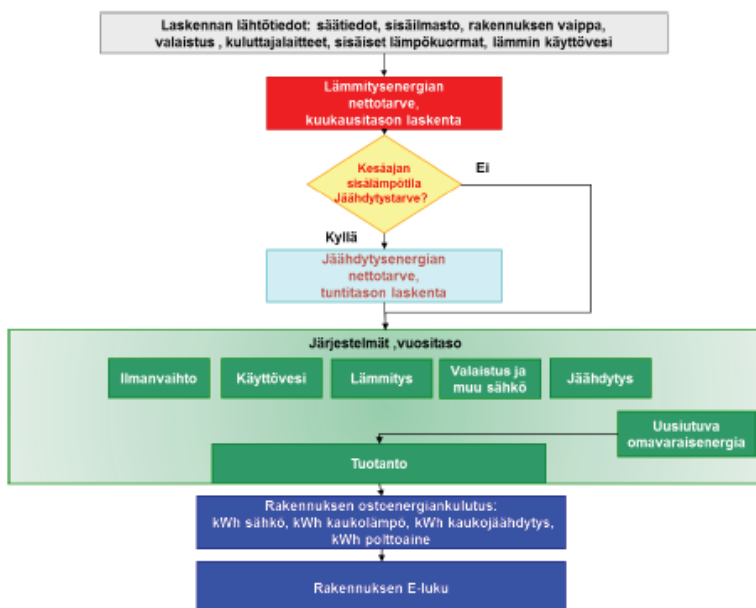 Laskennan lähtötiedot: säätiedot, sisäilmasto, rakennuksen vaippa,
valaistus , kuluttajalaitteet, sisäiset lämpökuormat, lämmin käyttövesi
Lämmitysenergian
nettotarve,
kuukausitason laskenta
Kesäajan
sisälämpötila
Jäähdytystarve?
Ei
Kyllä
Jäähdytysenergian
nettotarve,
tuntitason laskenta
Järjestelmät ,vuositaso
Ilmanvaihto
Käyttövesi
Lämmitys
Valaistus ja
muu sähkö
Jäähdytys
Uusiutuva
omavaraisenergia
Tuotanto
Rakennuksen ostoenergiankulutus:
kWh sähkö, kWh kaukolämpö, kWh kaukojäähdytys,
kWh polttoaine
Rakennuksen E-luku